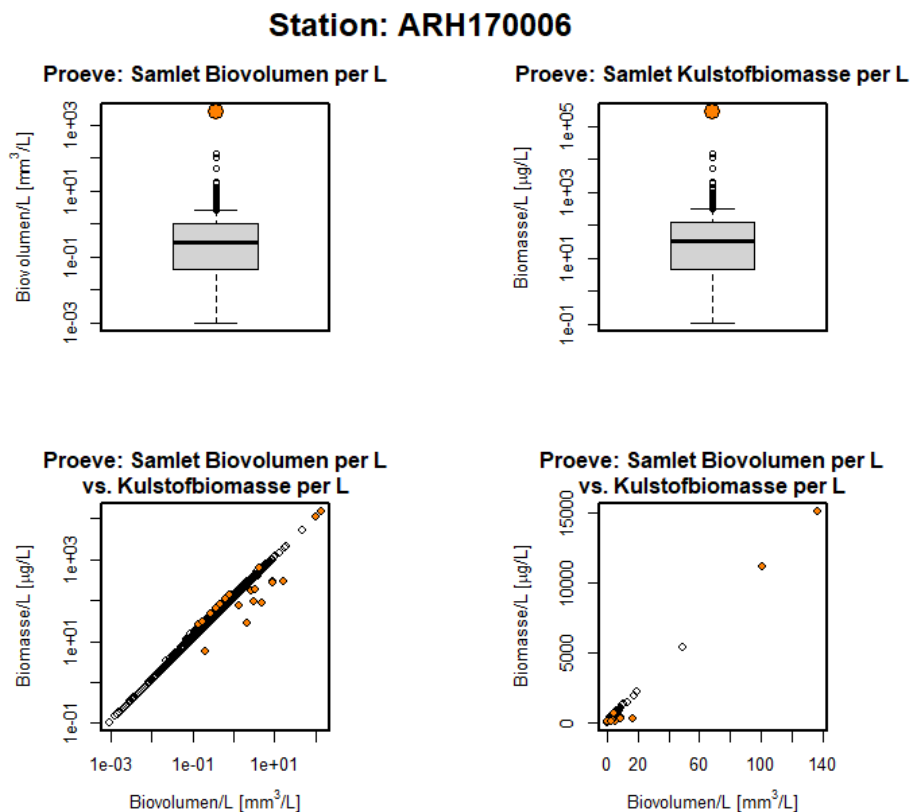 Station: ARH170006
Proeve: Samlet Biovolumen per L
Biovolumen/L [mm³/L]
1e+03
1e+01
1e-01
1e-03
Proeve: Samlet Kulstofbiomasse per L
Biomasse/L [µg/L]
1e+05
1e+03
1e+01
1e-01
Proeve: Samlet Biovolumen per L
vs. Kulstofbiomasse per L
Biomasse/L [µg/L]
1e+03
1e+01
1e-01
1e-03 1e-01 1e+01
Biovolumen/L [mm³/L]
Proeve: Samlet Biovolumen per L
vs. Kulstofbiomasse per L
Biomasse/L [µg/L]
15000
10000
5000
0
0 20 60 100 140
Biovolumen/L [mm³/L]